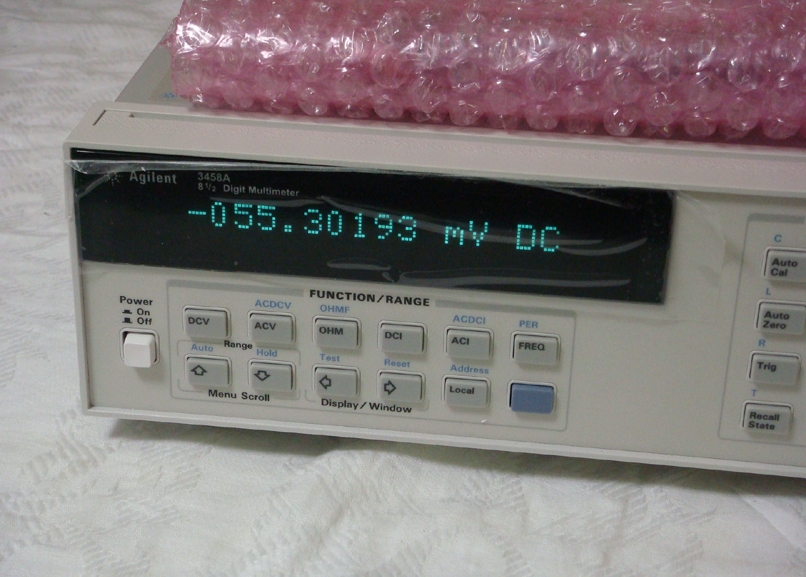 Agilent 3458A
8 1/2 Digit Multimeter
-055.30193 mV DC
FUNCTION/RANGE
Power
On
Off
ACDCV OHMF ACDCI PER
DCV ACV OHM DCI ACI FREQ
Range
Auto Hold Test Reset Address
Local
Menu Scroll Display/Window
C
Auto Cal
L
Auto Zero
R
Trig
T
Recall State